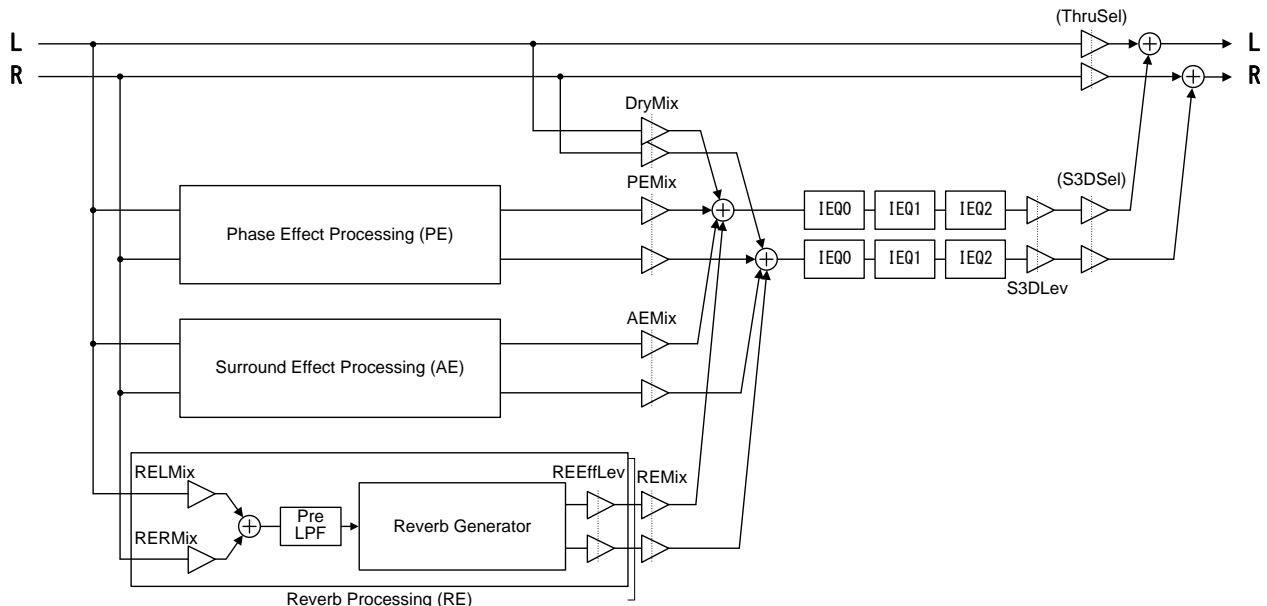 (ThruSel)
L
L
R
R
DryMix
PEMix
(S3DSel)
Phase Effect Processing (PE)
IEQ0
IEQ1
IEQ2
IEQ0
IEQ1
IEQ2
S3DLev
AEMix
Surround Effect Processing (AE)
RELMix
REEffLev
REMix
Pre
LPF
Reverb Generator
RERMix
Reverb Processing (RE)